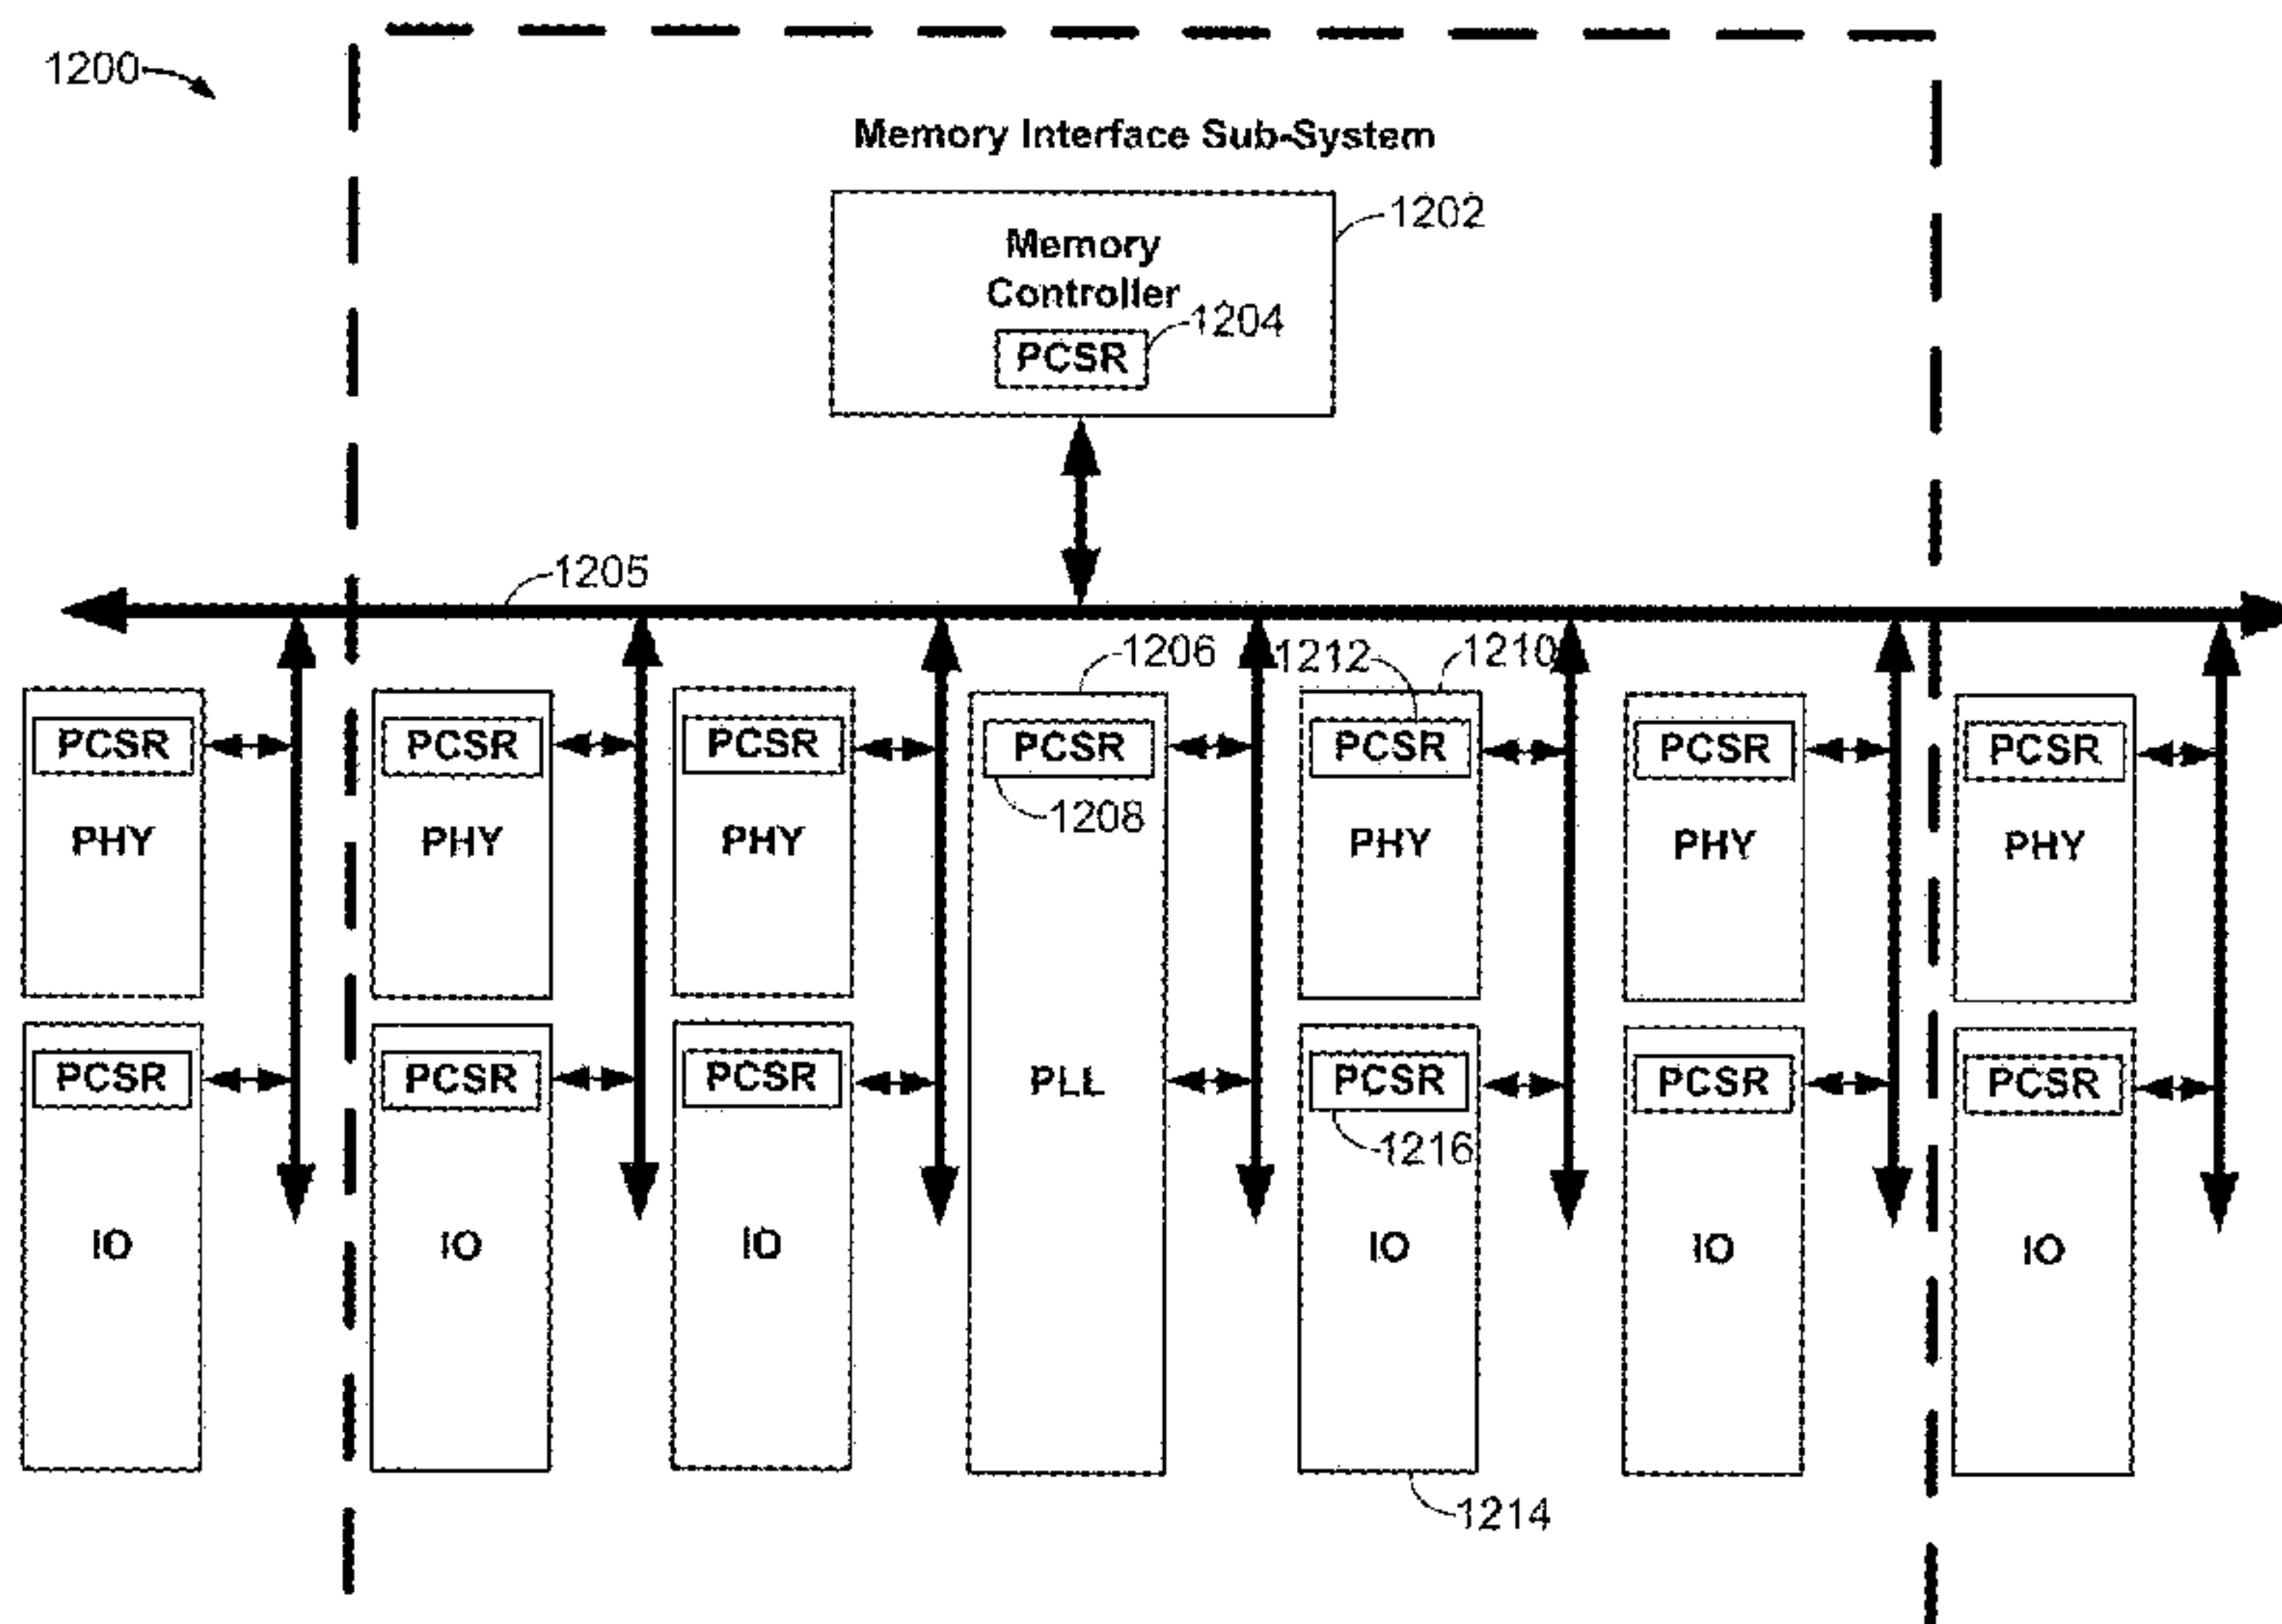 1200
Memory Interface Sub-System
1202
Memory
Controller
1204
PCSR
1205
1206
1212
1210
PCSR
PCSR
PCSR
PCSR
PCSR
PCSR
PCSR
1208
PHY
PHY
PHY
PHY
PHY
PHY
PCSR
PCSR
PCSR
PLL
PCSR
PCSR
PCSR
1216
IO
IO
IO
IO
IO
IO
1214